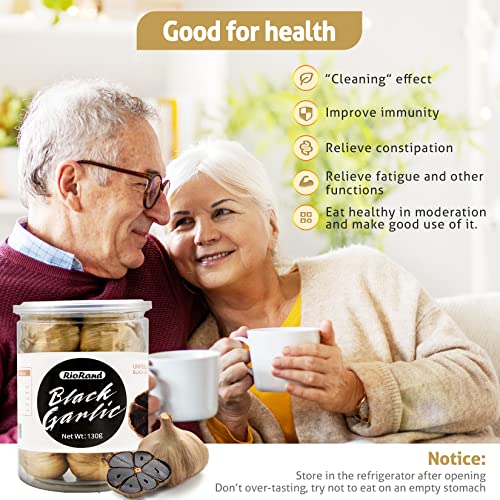 Good for health
"Cleaning" effect
Improve immunity
Relieve constipation
Relieve fatigue and other
functions
Eat healthy in moderation
and make good use of it.
RioRand
Black
Garlic
Net Wt: 130g
Notice:
Store in the refrigerator after opening
Don't over-tasting, try not to eat on an empty stomach